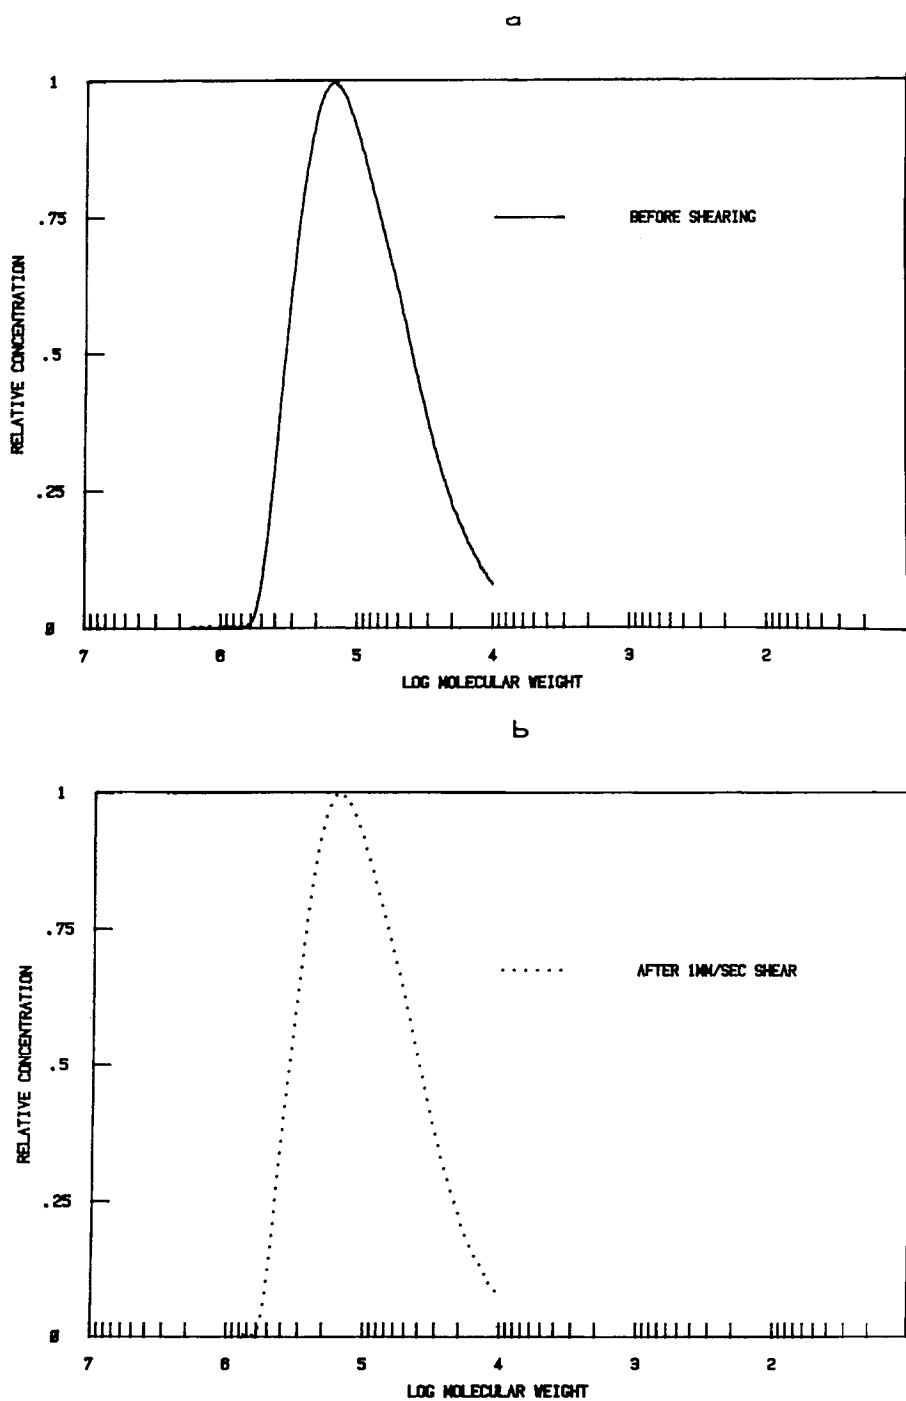 a
1
.75
BEFORE SHEARING
.5
.25
0
RELATIVE CONCENTRATION
7 6 5 4 3 2
LOG MOLECULAR WEIGHT
b
1
.75
AFTER 1MM/SEC SHEAR
.5
.25
0
RELATIVE CONCENTRATION
7 6 5 4 3 2
LOG MOLECULAR WEIGHT